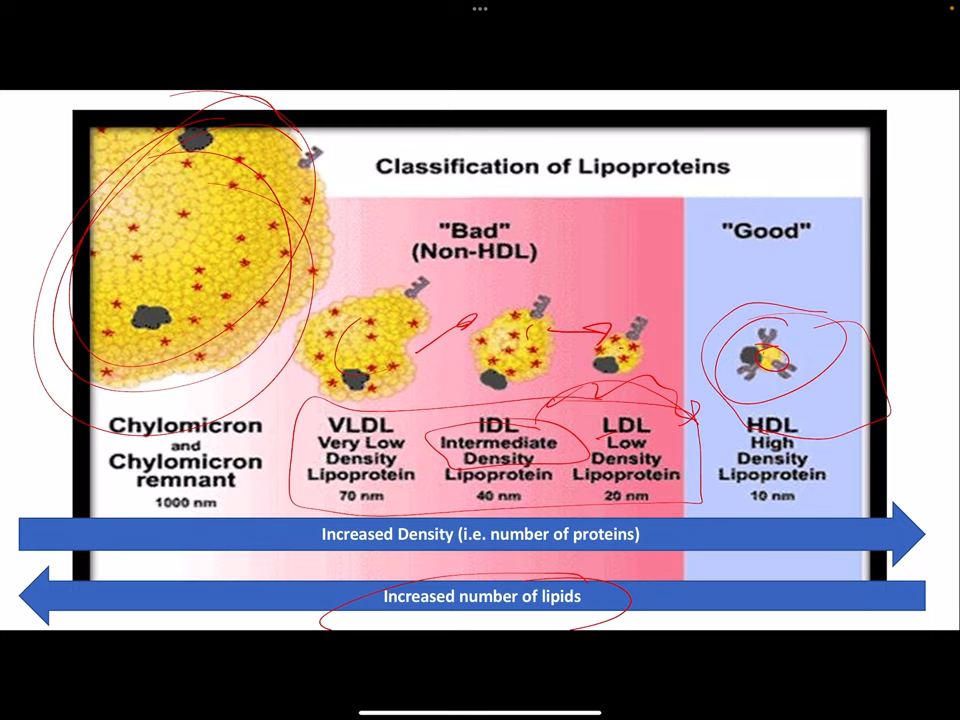 Classification of Lipoproteins
"Bad"
(Non-HDL)
"Good"
Chylomicron
and
Chylomicron
remnant
1000 nm
VLDL
Very Low
Density
Lipoprotein
70 nm
IDL
Intermediate
Density
Lipoprotein
40 nm
LDL
Low
Density
Lipoprotein
20 nm
HDL
High
Density
Lipoprotein
10 nm
Increased Density (i.e. number of proteins)
Increased number of lipids